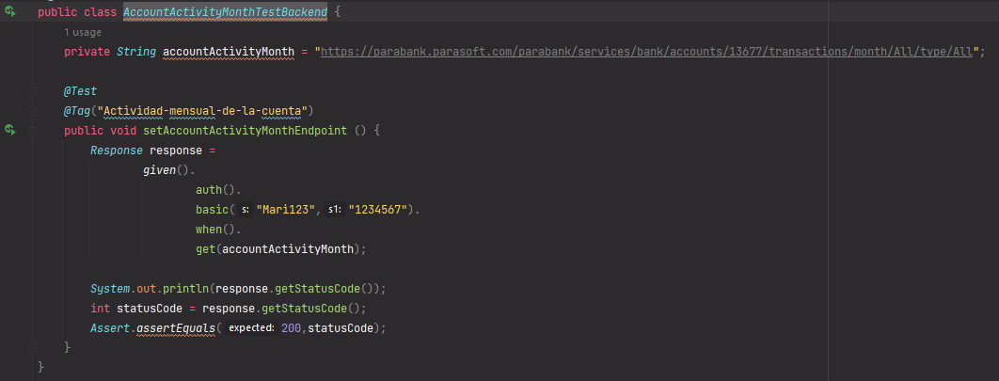 public class AccountActivityMonthTestBackend {
1 usage
private String accountActivityMonth = "https://parabank.parasoft.com/parabank/services/bank/accounts/13677/transactions/month/All/type/All";
@Test
@Tag("Actividad-mensual-de-la-cuenta")
public void setAccountActivityMonthEndpoint () {
Response response =
given().
auth().
basic( s: "Mari123", s1: "1234567").
when().
get(accountActivityMonth);
System.out.println(response.getStatusCode());
int statusCode = response.getStatusCode();
Assert.assertEquals( expected: 200,statusCode);
}
}